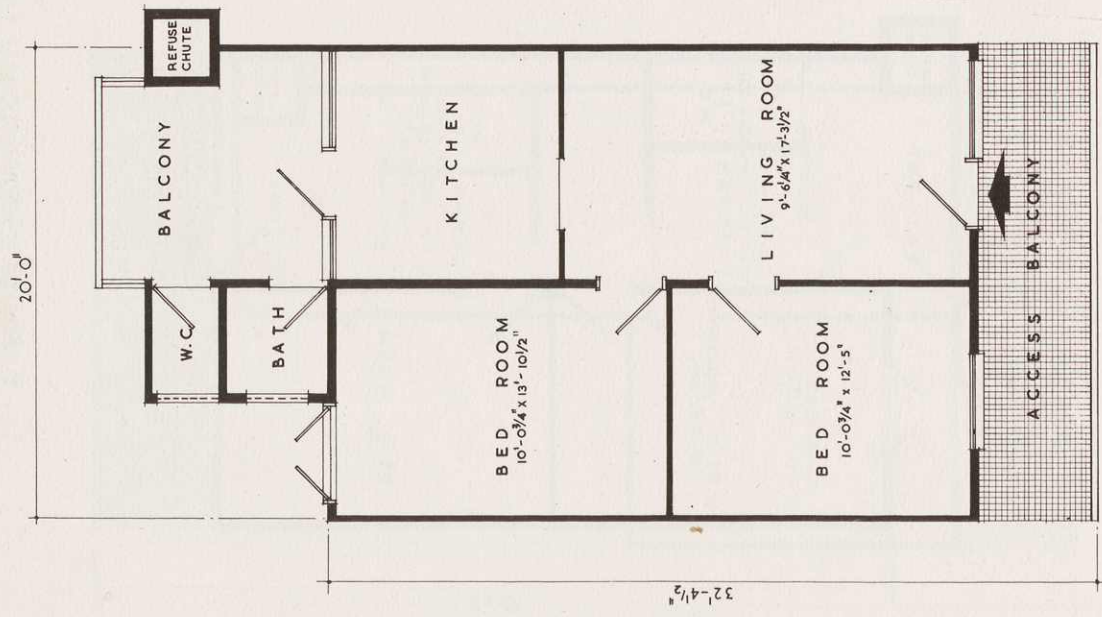 20'-0"
REFUSE
CHUTE
BALCONY
W.C.
BATH
KITCHEN
BED ROOM
10'-0¾" x 13'-10½"
LIVING ROOM
9'-6¼" x 17'-3½"
BED ROOM
10'-0¾" x 12'-5"
ACCESS BALCONY
32'-4½"